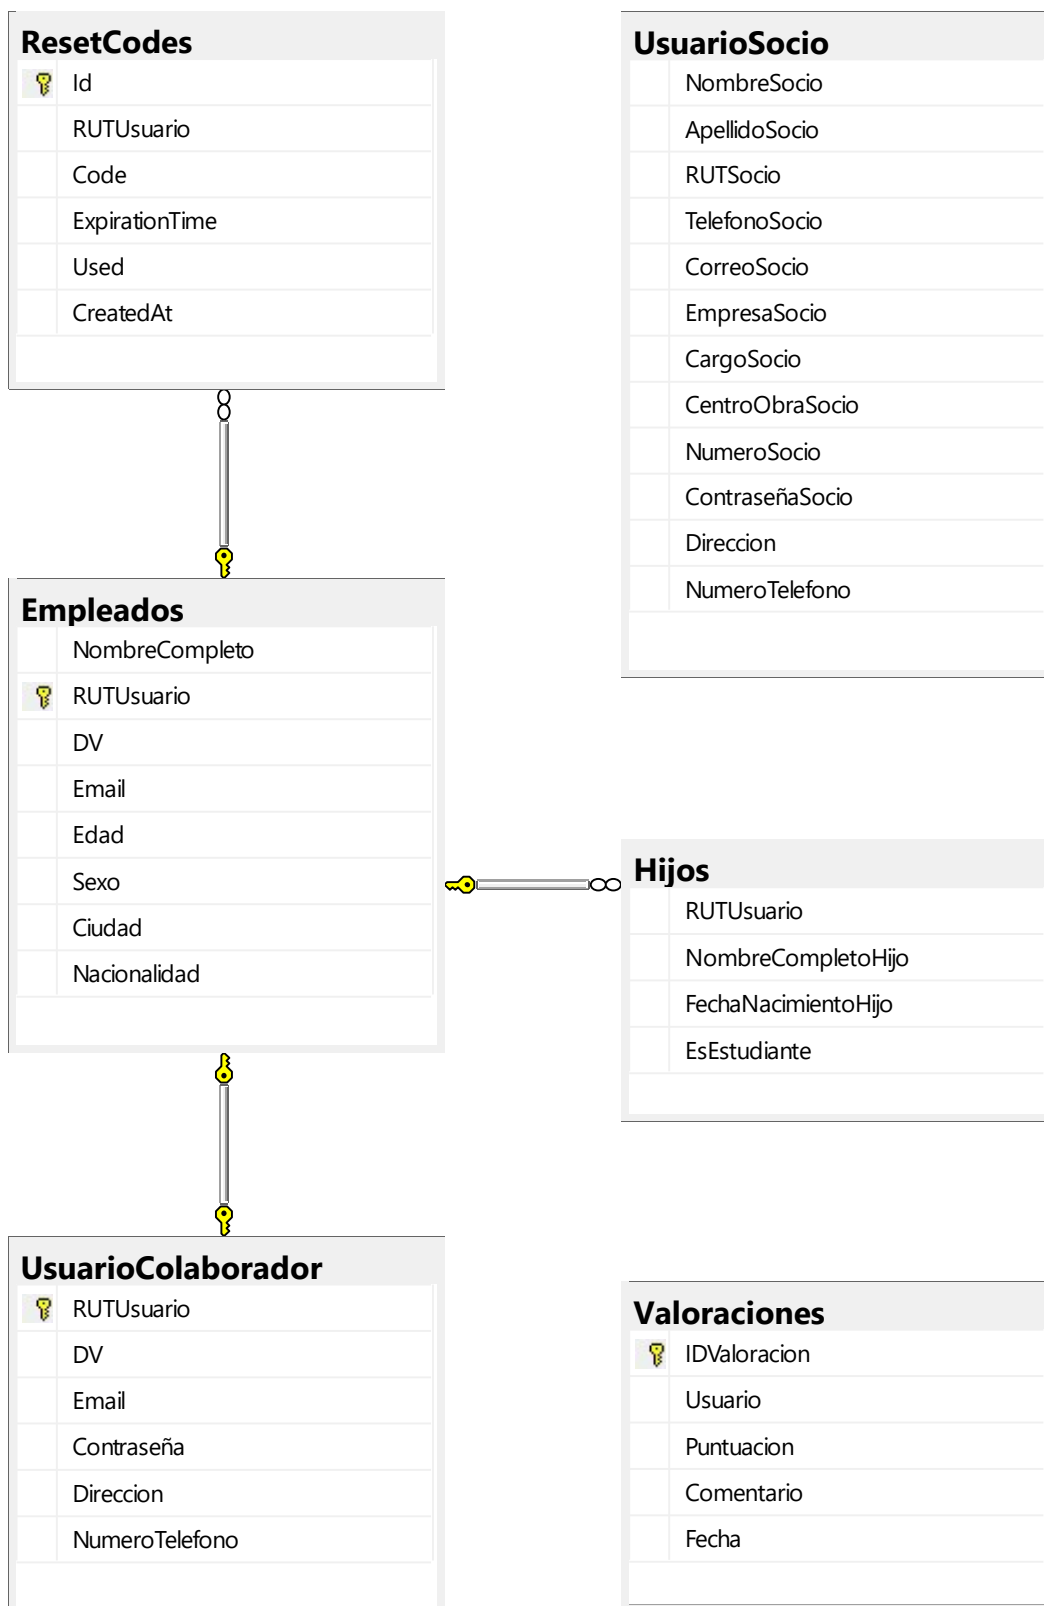 ResetCodes
Id
RUTUsuario
Code
ExpirationTime
Used
CreatedAt
UsuarioSocio
NombreSocio
ApellidoSocio
RUTSocio
TelefonoSocio
CorreoSocio
EmpresaSocio
CargoSocio
CentroObraSocio
NumeroSocio
ContraseñaSocio
Direccion
NumeroTelefono
Empleados
NombreCompleto
RUTUsuario
DV
Email
Edad
Sexo
Ciudad
Nacionalidad
Hijos
RUTUsuario
NombreCompletoHijo
FechaNacimientoHijo
EsEstudiante
UsuarioColaborador
RUTUsuario
DV
Email
Contraseña
Direccion
NumeroTelefono
Valoraciones
IDValoracion
Usuario
Puntuacion
Comentario
Fecha